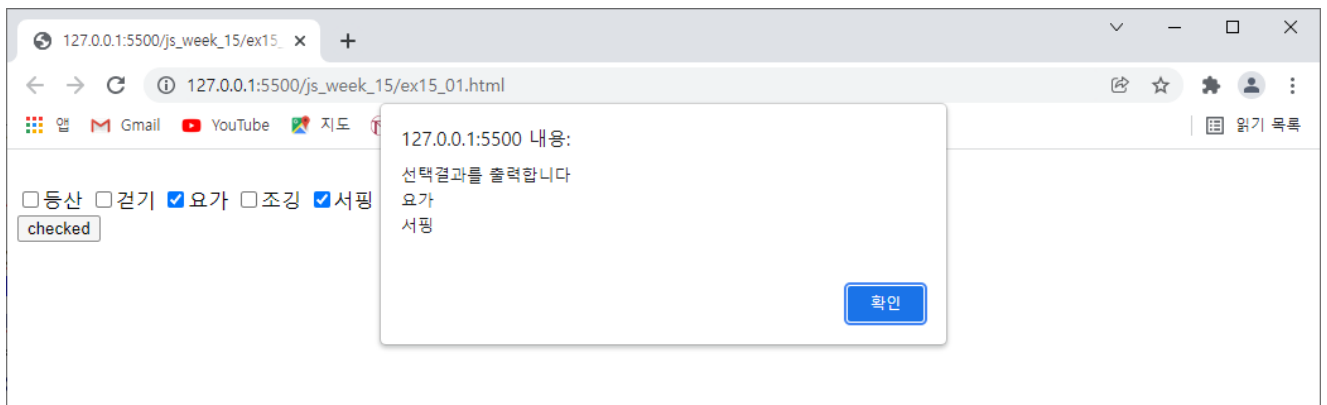 127.0.0.1:5500/js_week_15/ex15_
127.0.0.1:5500/js_week_15/ex15_01.html
앱 Gmail YouTube 지도 읽기 목록
127.0.0.1:5500 내용:
선택결과를 출력합니다
요가
서핑
확인
등산 걷기 요가 조깅 서핑
checked